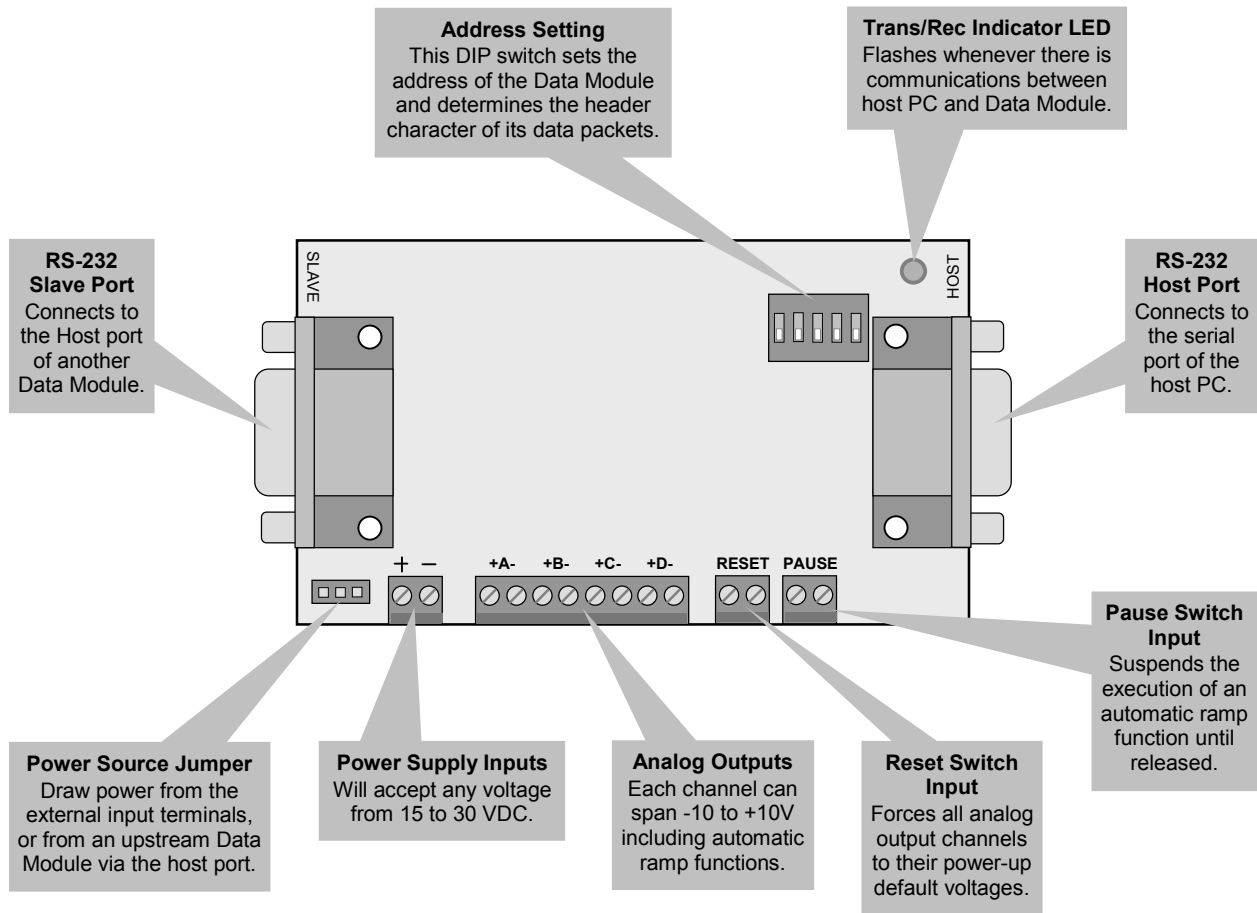 Address Setting
This DIP switch sets the
address of the Data Module
and determines the header
character of its data packets.
Trans/Rec Indicator LED
Flashes whenever there is
communications between
host PC and Data Module.
RS-232
Slave Port
Connects to
the Host port
of another
Data Module.
SLAVE
HOST
RS-232
Host Port
Connects to
the serial
port of the
host PC.
+ −
+A- +B- +C- +D-
RESET PAUSE
Pause Switch
Input
Suspends the
execution of an
automatic ramp
function until
released.
Power Source Jumper
Draw power from the
external input terminals,
or from an upstream Data
Module via the host port.
Power Supply Inputs
Will accept any voltage
from 15 to 30 VDC.
Analog Outputs
Each channel can
span -10 to +10V
including automatic
ramp functions.
Reset Switch
Input
Forces all analog
output channels
to their power-up
default voltages.